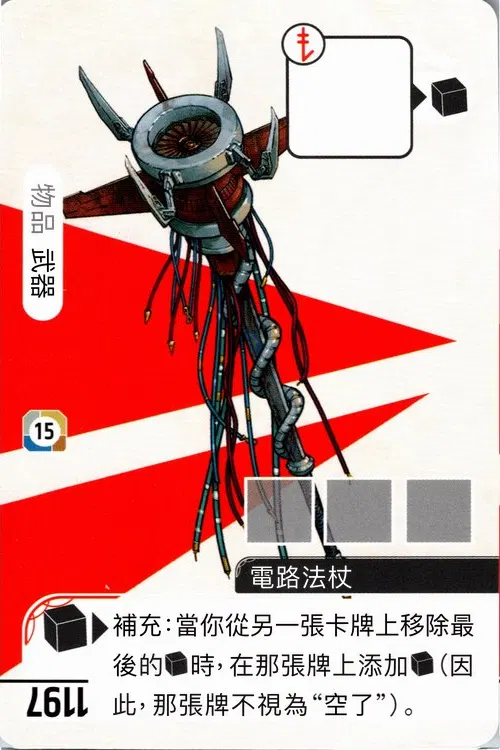 物品 武器
15
電路法杖
補充：當你從另一張卡牌上移除最
後的時，在那張牌上添加（因
此，那張牌不視為“空了”）。
1197